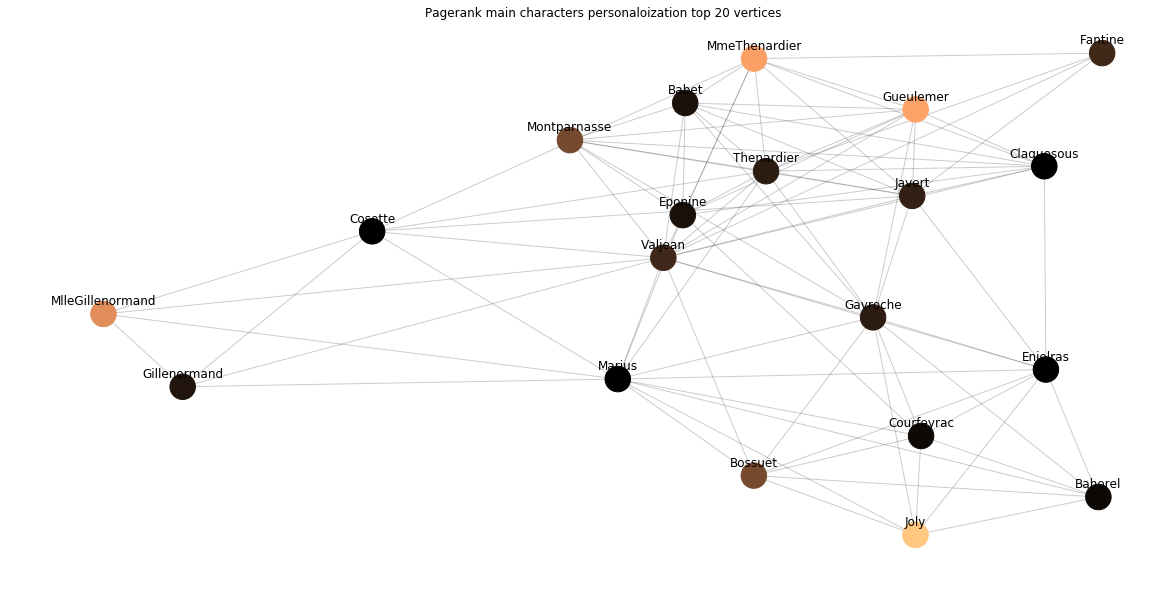 Pagerank main characters personaloization top 20 vertices
Fantine
MmeThenardier
Babet
Gueulemer
Montparnasse
Claquesous
Thenardier
Javert
Eponine
Cosette
Valjean
MlleGillenormand
Gavroche
Enjolras
Marius
Gillenormand
Courfeyrac
Bossuet
Bahorel
Joly